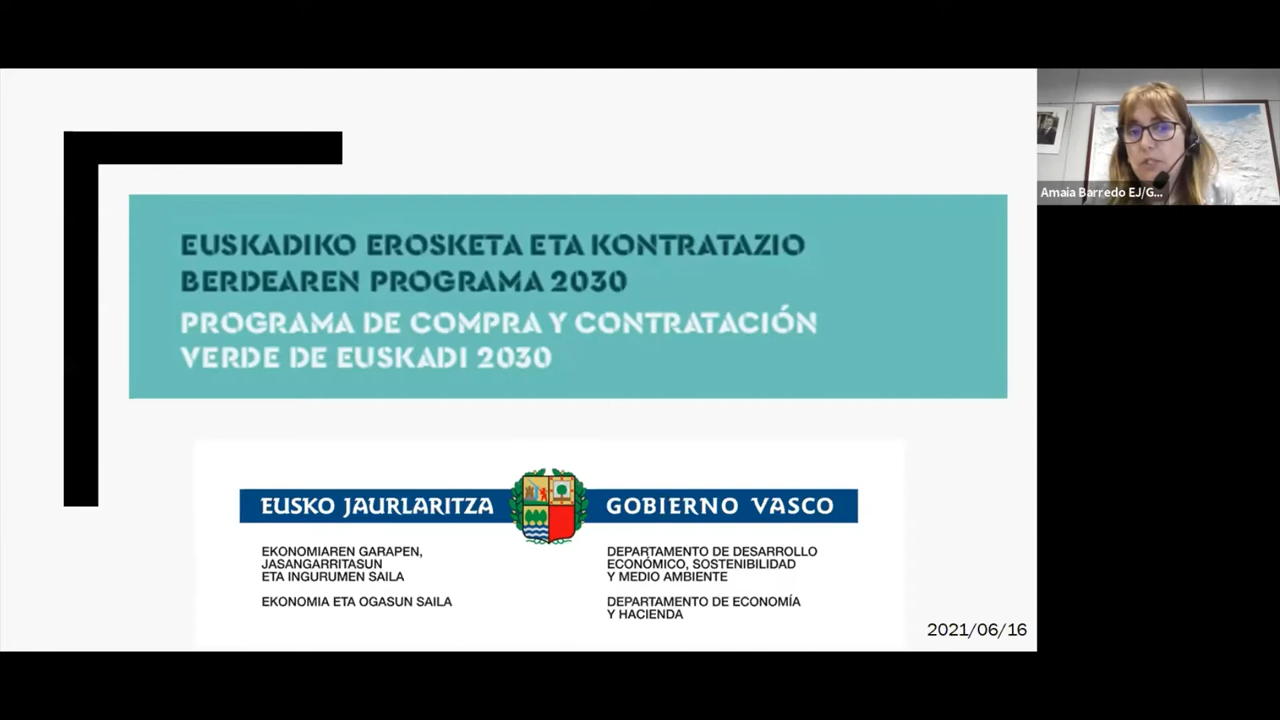 EUSKADIKO EROSKETA ETA KONTRATAZIO
BERDEAREN PROGRAMA 2030
PROGRAMA DE COMPRA Y CONTRATACIÓN
VERDE DE EUSKADI 2030
EUSKO JAURLARITZA
GOBIERNO VASCO
EKONOMIAREN GARAPEN,
JASANGARRITASUN
ETA INGURUMEN SAILA
EKONOMIA ETA OGASUN SAILA
DEPARTAMENTO DE DESARROLLO
ECONÓMICO, SOSTENIBILIDAD
Y MEDIO AMBIENTE
DEPARTAMENTO DE ECONOMÍA
Y HACIENDA
2021/06/16
Amaia Barredo EJ/G...